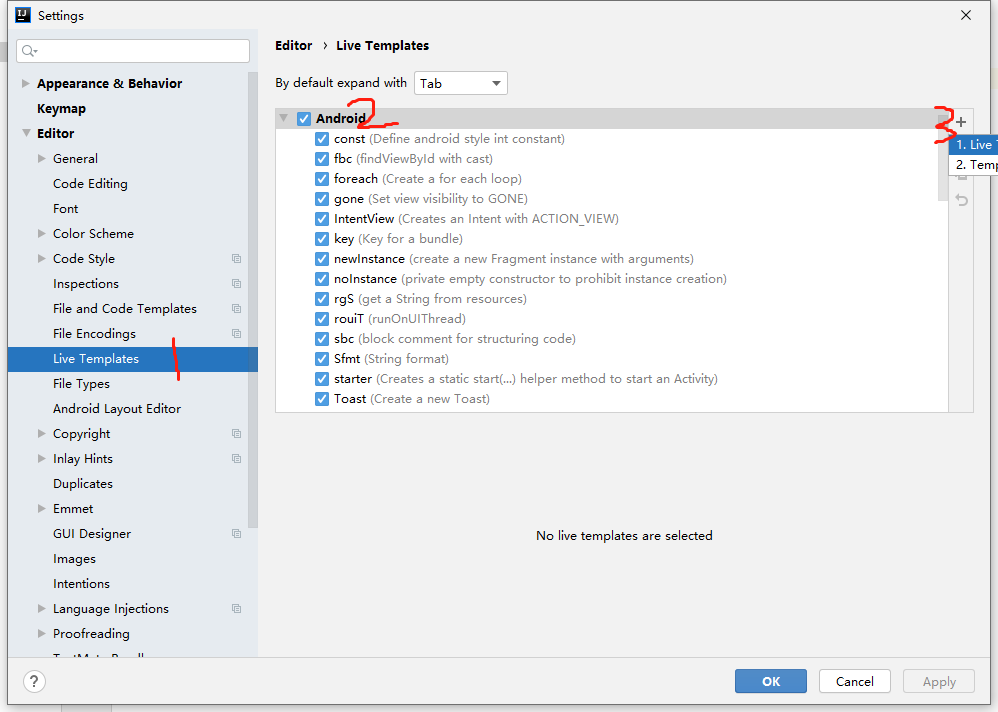 Settings
Appearance & Behavior
Keymap
Editor
General
Code Editing
Font
Color Scheme
Code Style
Inspections
File and Code Templates
File Encodings
Live Templates
1
File Types
Android Layout Editor
Copyright
Inlay Hints
Duplicates
Emmet
GUI Designer
Images
Intentions
Language Injections
Proofreading
Editor › Live Templates
By default expand with Tab
Android 2
3
const (Define android style int constant)
fbc (findViewById with cast)
foreach (Create a for each loop)
gone (Set view visibility to GONE)
IntentView (Creates an Intent with ACTION_VIEW)
key (Key for a bundle)
newInstance (create a new Fragment instance with arguments)
noInstance (private empty constructor to prohibit instance creation)
rgS (get a String from resources)
rouiT (runOnUIThread)
sbc (block comment for structuring code)
Sfmt (String format)
starter (Creates a static start(...) helper method to start an Activity)
Toast (Create a new Toast)
1. Live
2. Temp
No live templates are selected
?
OK
Cancel
Apply